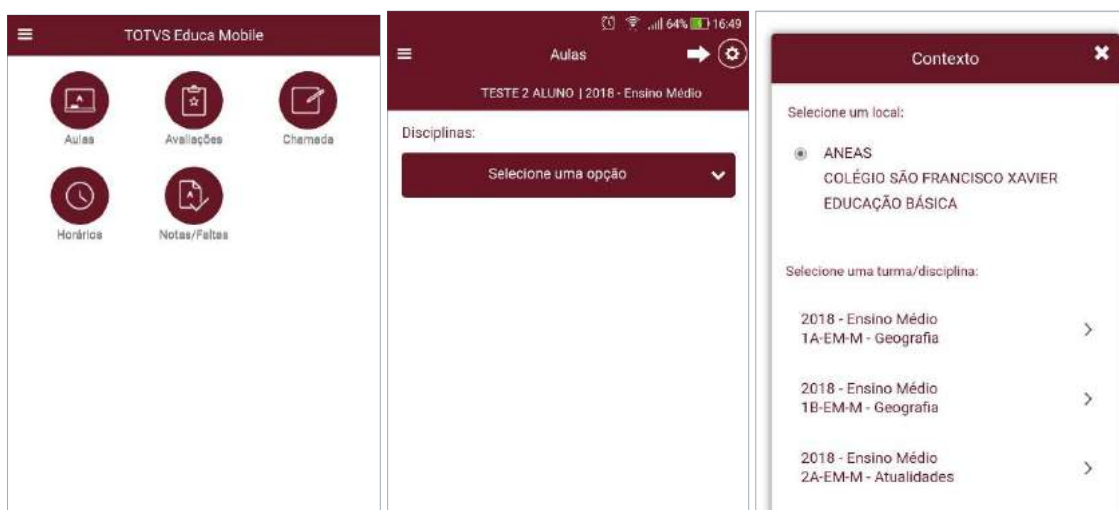 TOTVS Educa Mobile
Aulas
Avaliações
Chamada
Horários
Notas/Faltas
64% 16:49
Aulas
TESTE 2 ALUNO | 2018 - Ensino Médio
Disciplinas:
Selecione uma opção
Contexto
Selecione um local:
ANEAS
COLÉGIO SÃO FRANCISCO XAVIER
EDUCAÇÃO BÁSICA
Selecione uma turma/disciplina:
2018 - Ensino Médio
1A-EM-M - Geografia
2018 - Ensino Médio
1B-EM-M - Geografia
2018 - Ensino Médio
2A-EM-M - Atualidades